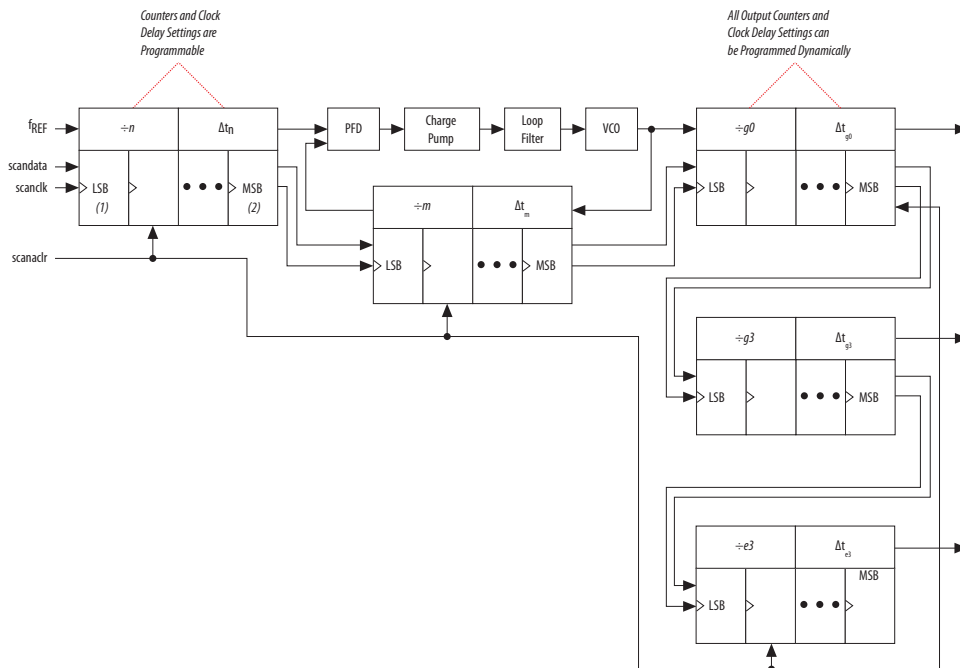 Counters and Clock
Delay Settings are
Programmable
All Output Counters and
Clock Delay Settings can
be Programmed Dynamically
fREF
÷n
Δtn
PFD
Charge
Pump
Loop
Filter
VCO
÷g0
Δtg0
scandata
scanclk
LSB
(1)
• • •
MSB
(2)
LSB
• • •
MSB
÷m
Δtm
scanaclr
LSB
• • •
MSB
÷g3
Δtg3
LSB
• • •
MSB
÷e3
Δte3
MSB
LSB
• • •